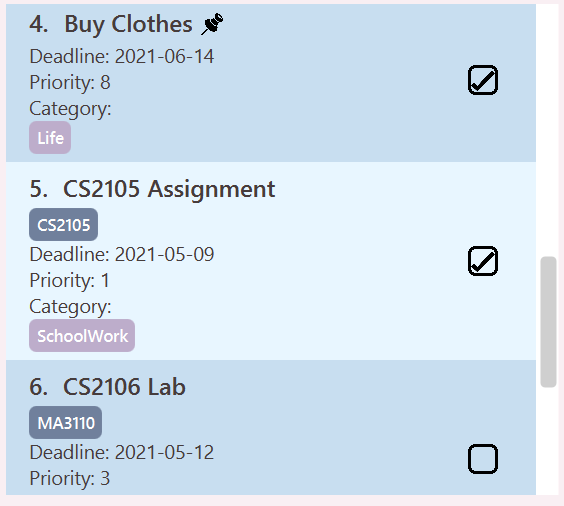 4. Buy Clothes
Deadline: 2021-06-14
Priority: 8
Category:
Life
5. CS2105 Assignment
CS2105
Deadline: 2021-05-09
Priority: 1
Category:
SchoolWork
6. CS2106 Lab
MA3110
Deadline: 2021-05-12
Priority: 3